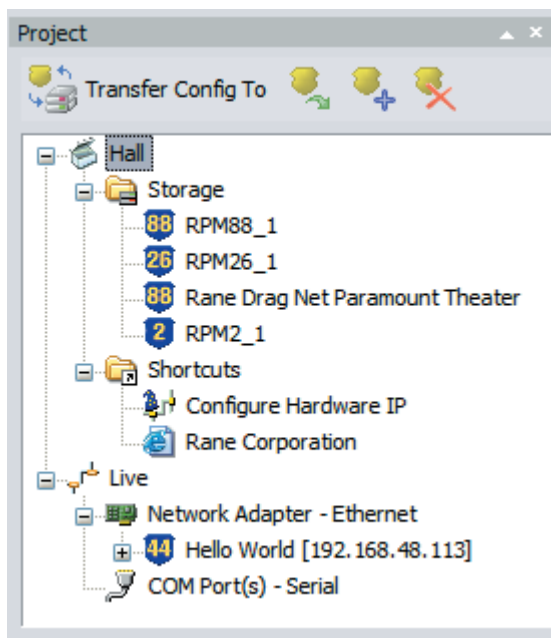 Project
Transfer Config To
Hall
Storage
88 RPM88_1
26 RPM26_1
88 Rane Drag Net Paramount Theater
2 RPM2_1
Shortcuts
Configure Hardware IP
Rane Corporation
Live
Network Adapter - Ethernet
44 Hello World [192.168.48.113]
COM Port(s) - Serial